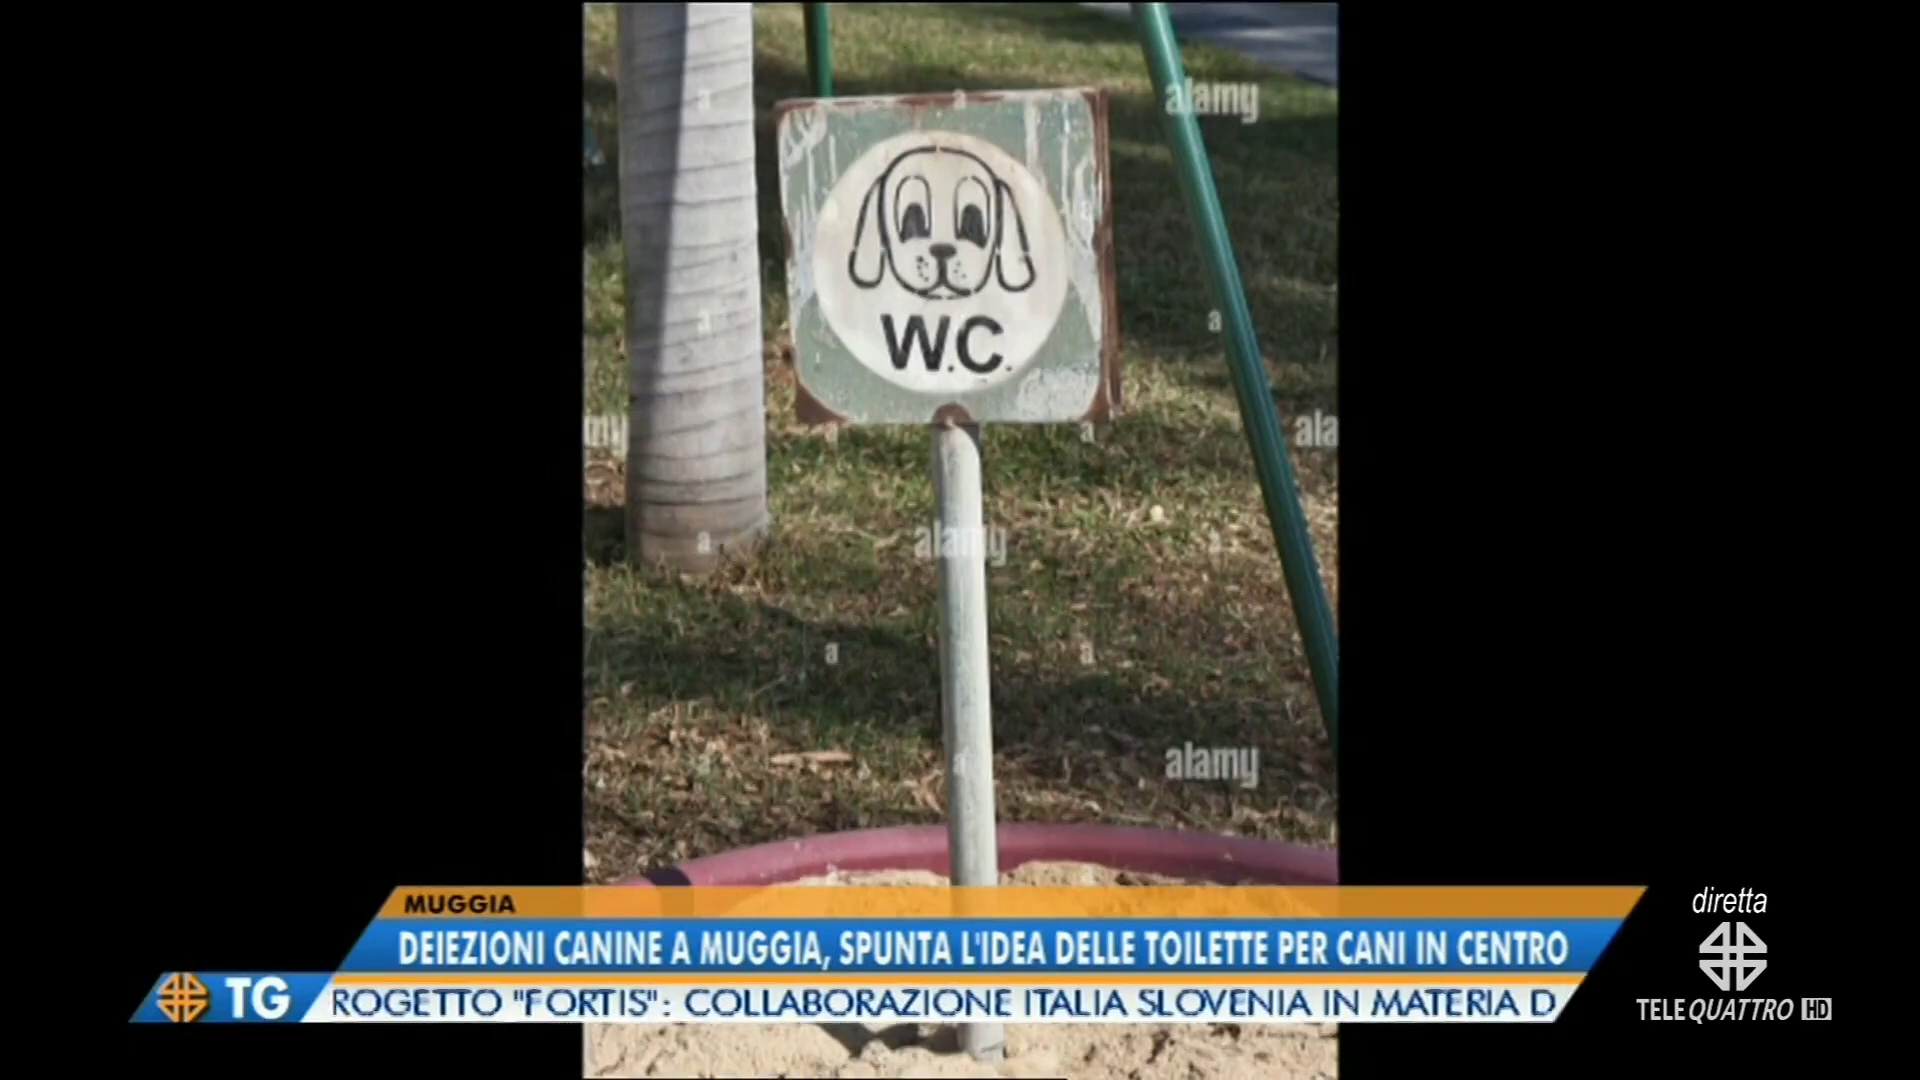 alamy
W.C.
alamy
alamy
diretta
MUGGIA
DEIEZIONI CANINE A MUGGIA, SPUNTA L'IDEA DELLE TOILETTE PER CANI IN CENTRO
TG
ROGETTO "FORTIS": COLLABORAZIONE ITALIA SLOVENIA IN MATERIA D
TELEQUATTRO HD